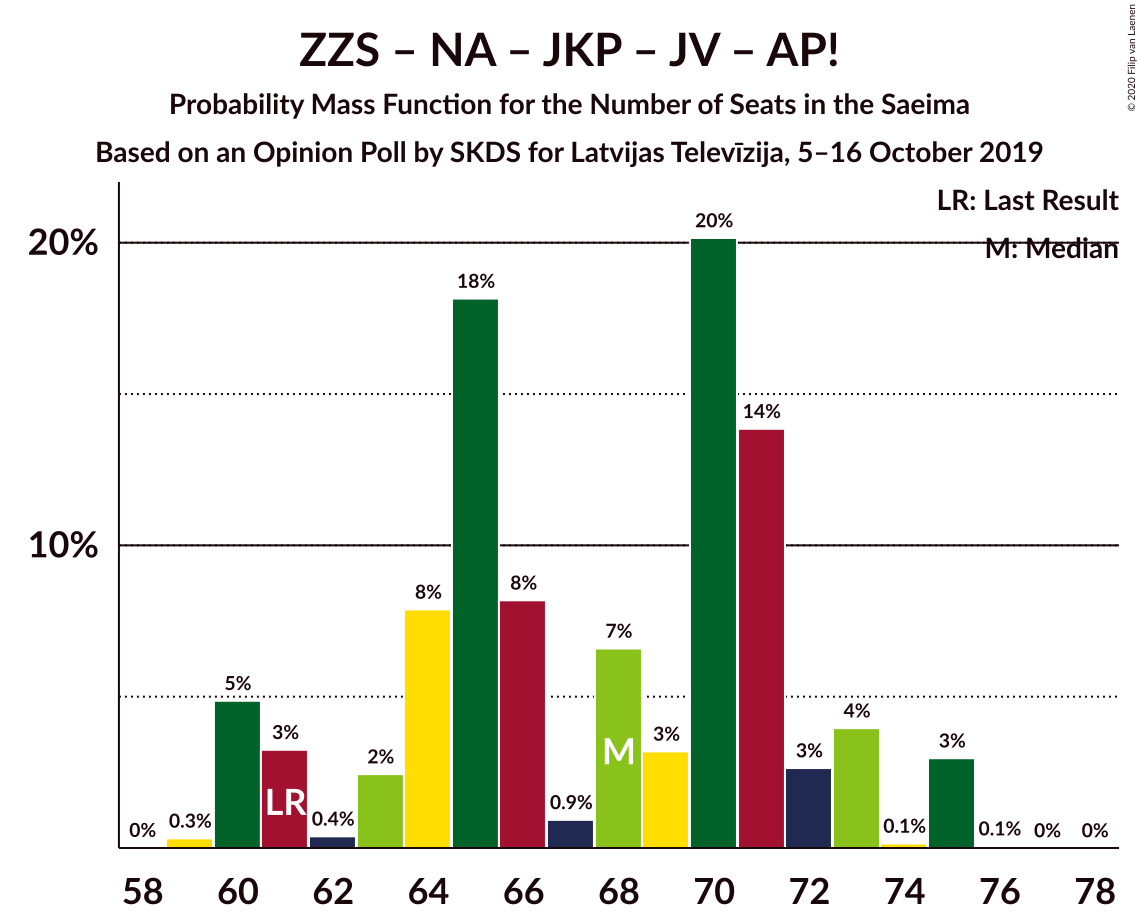 ZZS – NA – JKP – JV – AP!
Probability Mass Function for the Number of Seats in the Saeima
Based on an Opinion Poll by SKDS for Latvijas Televīzija, 5–16 October 2019
© 2020 Filip van Laenen
LR: Last Result
M: Median
20%
10%
0%
0.3%
5%
3%
0.4%
2%
8%
18%
8%
0.9%
7%
3%
20%
14%
3%
4%
0.1%
3%
0.1%
0%
0%
LR
M
58 60 62 64 66 68 70 72 74 76 78